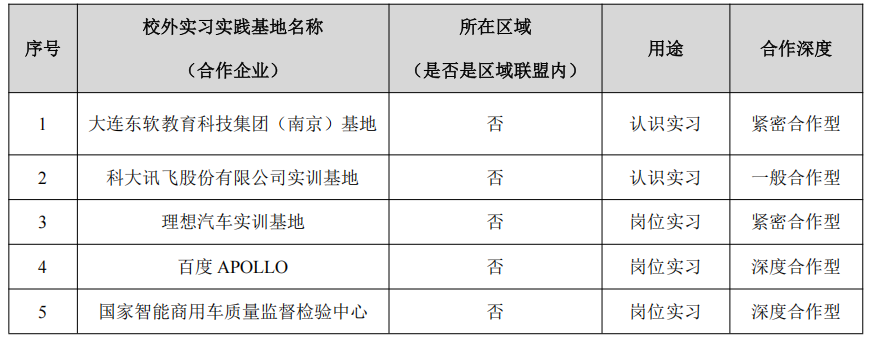 序号 校外实习实践基地名称（合作企业） 所在区域（是否是区域联盟内） 用途 合作深度
1 大连东软教育科技集团（南京）基地 否 认识实习 紧密合作型
2 科大讯飞股份有限公司实训基地 否 认识实习 一般合作型
3 理想汽车实训基地 否 岗位实习 紧密合作型
4 百度 APOLLO 否 岗位实习 深度合作型
5 国家智能商用车质量监督检验中心 否 岗位实习 深度合作型